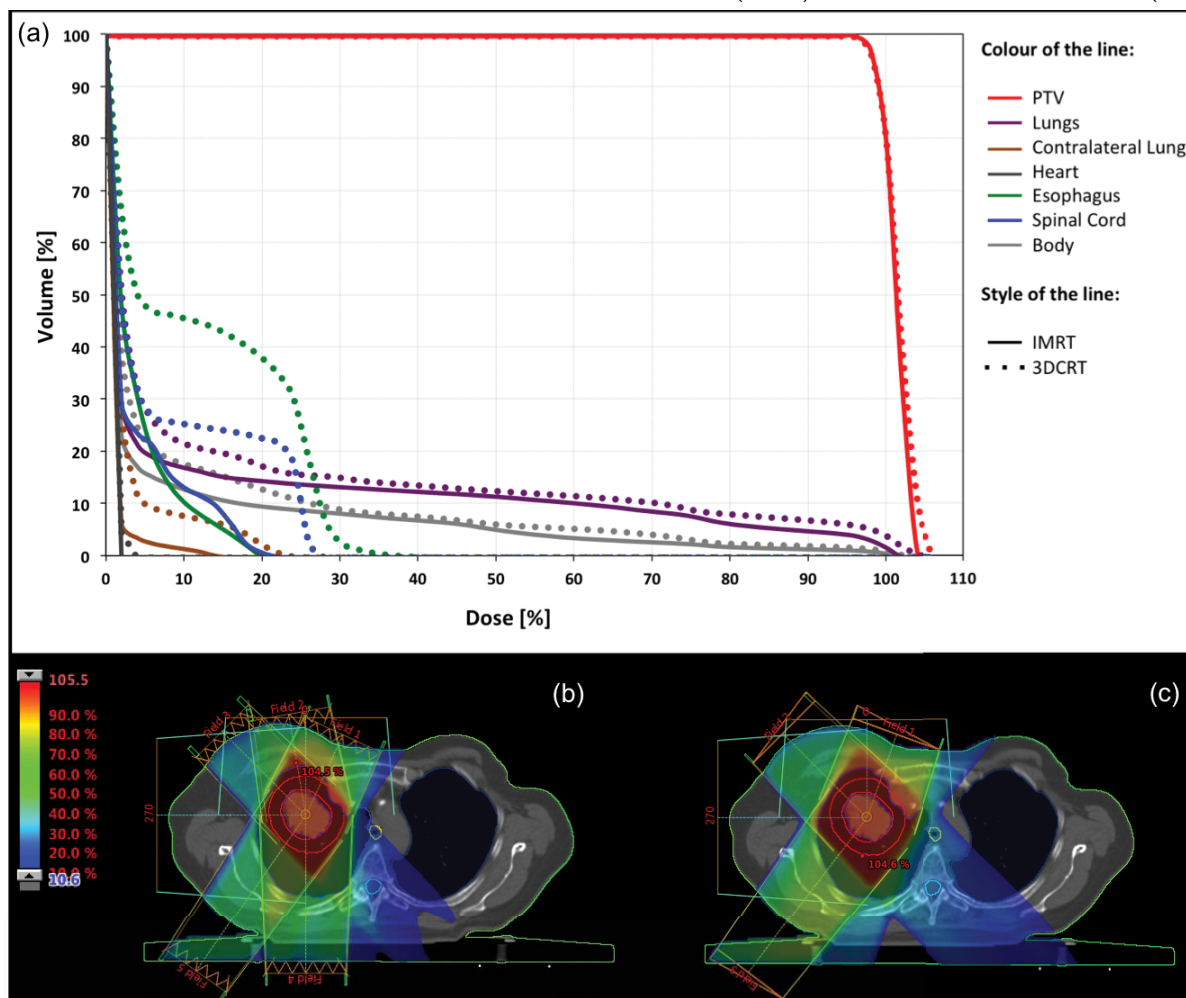 (a)
100
90
80
70
60
50
40
30
20
10
0
Volume [%]
0 10 20 30 40 50 60 70 80 90 100 110
Dose [%]
Colour of the line:
PTV
Lungs
Contralateral Lung
Heart
Esophagus
Spinal Cord
Body
Style of the line:
IMRT
3DCRT
105.5
90.0 %
80.0 %
70.0 %
60.0 %
50.0 %
40.0 %
30.0 %
20.0 %
10.6
(b)
Field 3
Field 2
Field 1
104.5 %
270
Field 5
Field 4
(c)
Field 1
104.6 %
270